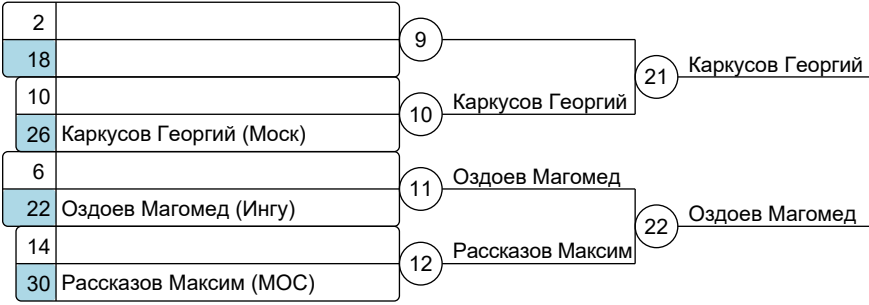 2
18
9
10
26 Каркусов Георгий (Моск)
10
Каркусов Георгий
21
Каркусов Георгий
6
22 Оздоев Магомед (Ингу)
11
Оздоев Магомед
14
30 Рассказов Максим (МОС)
12
Рассказов Максим
22
Оздоев Магомед